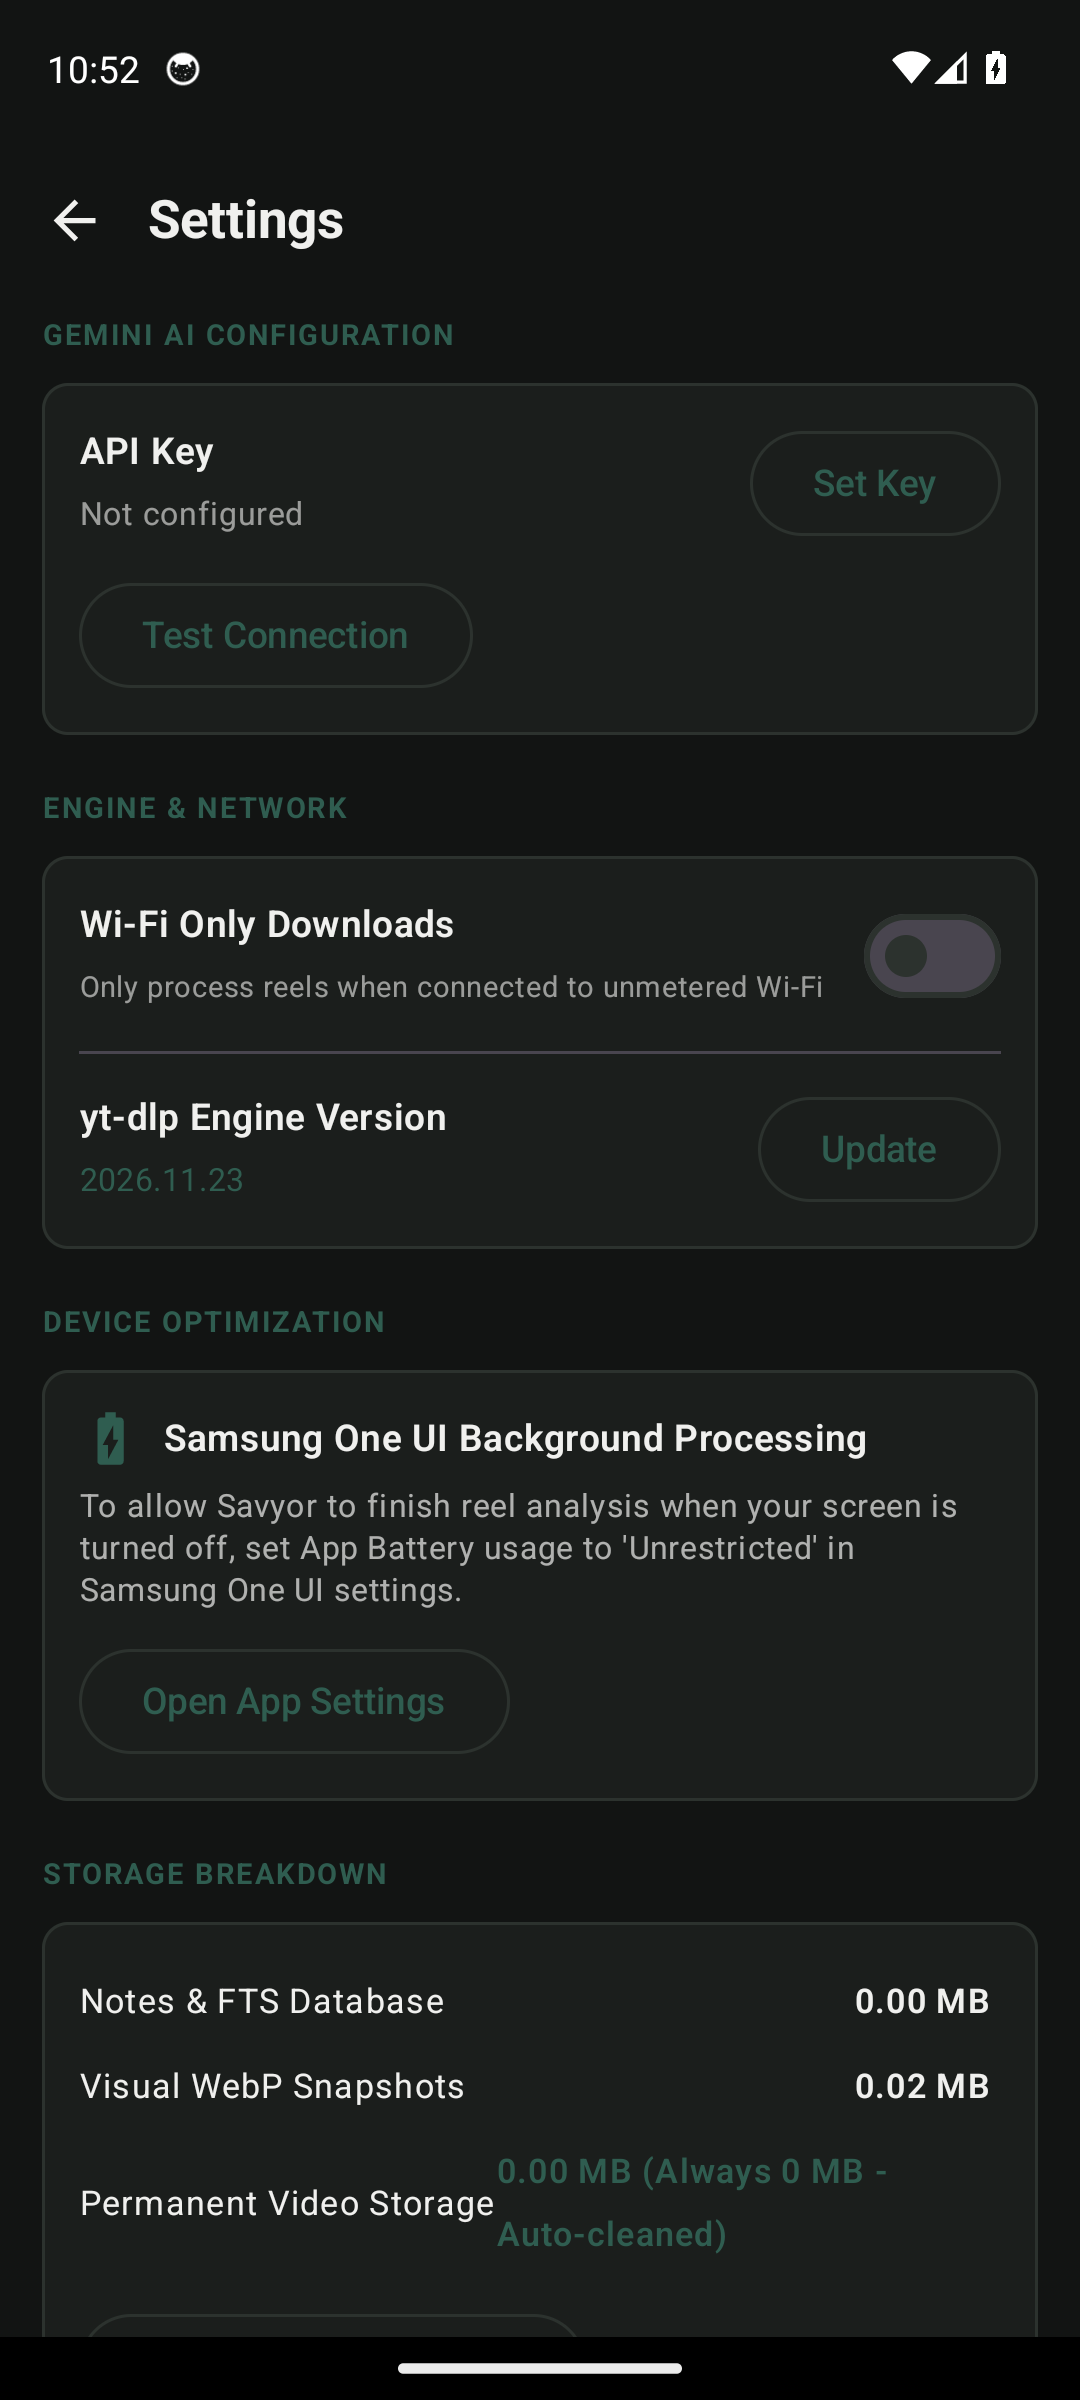 10:52
Settings
GEMINI AI CONFIGURATION
API Key
Not configured
Set Key
Test Connection
ENGINE & NETWORK
Wi-Fi Only Downloads
Only process reels when connected to unmetered Wi-Fi
yt-dlp Engine Version
2026.11.23
Update
DEVICE OPTIMIZATION
Samsung One UI Background Processing
To allow Savyor to finish reel analysis when your screen is
turned off, set App Battery usage to 'Unrestricted' in
Samsung One UI settings.
Open App Settings
STORAGE BREAKDOWN
Notes & FTS Database
0.00 MB
Visual WebP Snapshots
0.02 MB
Permanent Video Storage
0.00 MB (Always 0 MB -
Auto-cleaned)